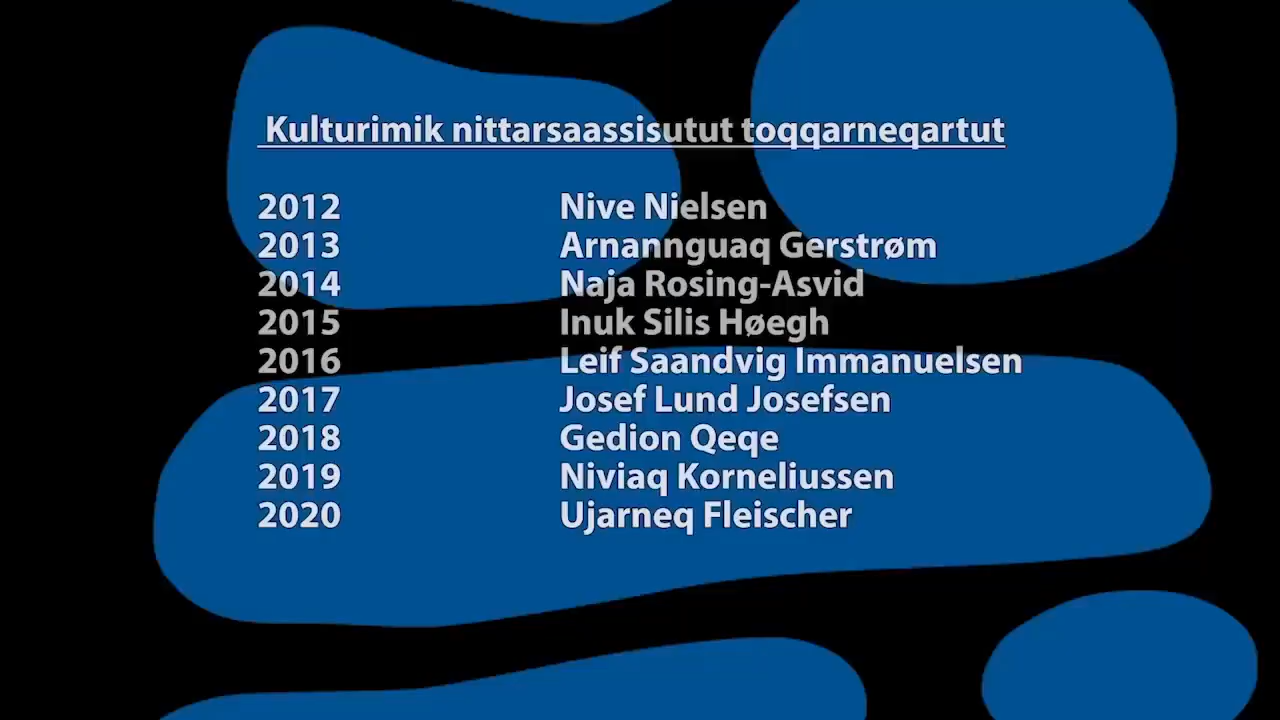 Kulturimik nittarsaassisutut toqqarneqartut
2012 Nive Nielsen
2013 Arnannguaq Gerstrøm
2014 Naja Rosing-Asvid
2015 Inuk Silis Høegh
2016 Leif Saandvig Immanuelsen
2017 Josef Lund Josefsen
2018 Gedion Qeqe
2019 Niviaq Korneliussen
2020 Ujarneq Fleischer